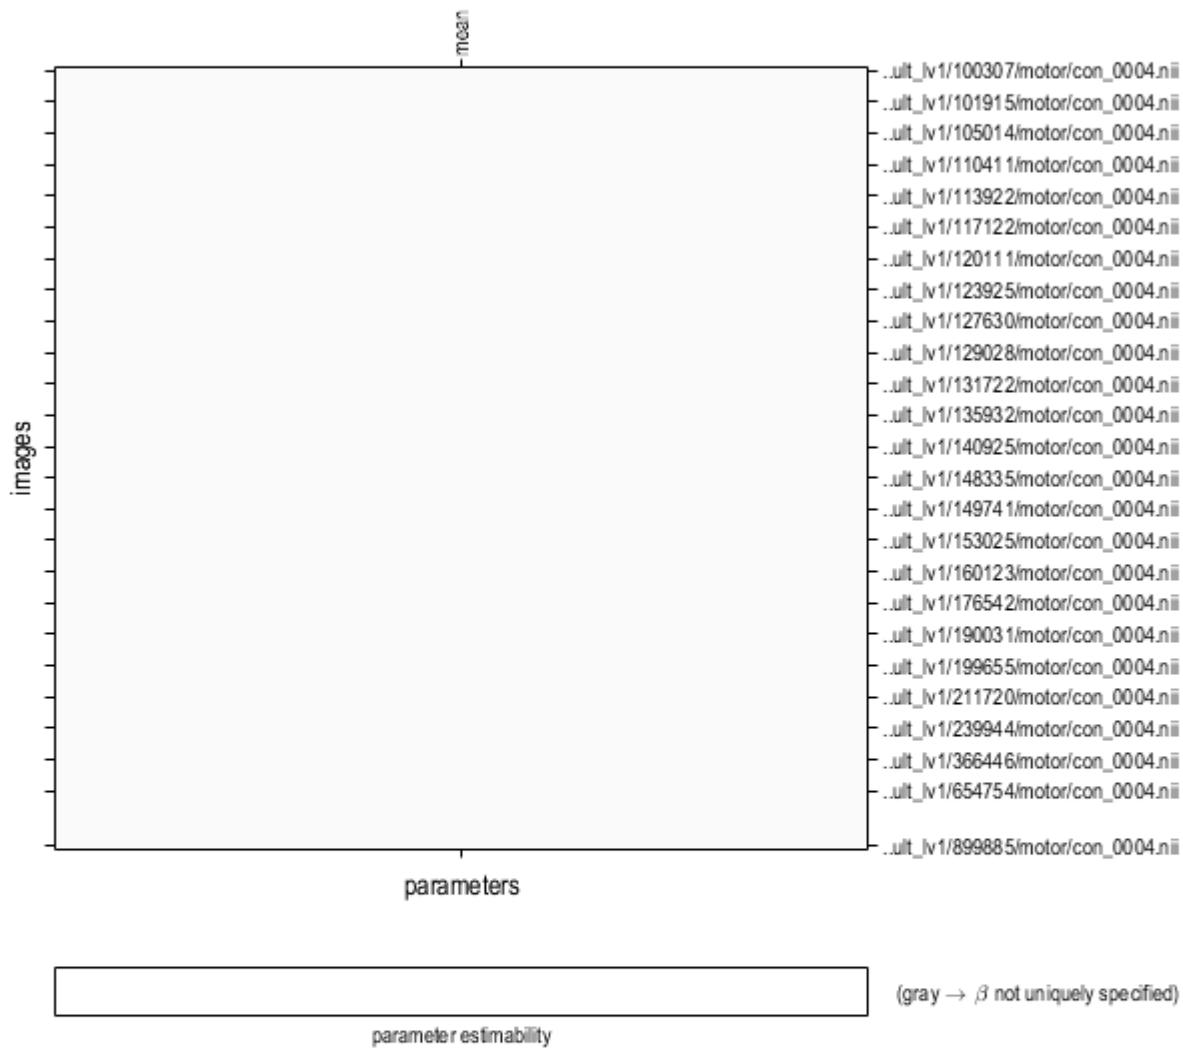 mean
..ult_lv1/100307/motor/con_0004.nii
..ult_lv1/101915/motor/con_0004.nii
..ult_lv1/105014/motor/con_0004.nii
..ult_lv1/110411/motor/con_0004.nii
..ult_lv1/113922/motor/con_0004.nii
..ult_lv1/117122/motor/con_0004.nii
..ult_lv1/120111/motor/con_0004.nii
..ult_lv1/123925/motor/con_0004.nii
..ult_lv1/127630/motor/con_0004.nii
..ult_lv1/129028/motor/con_0004.nii
..ult_lv1/131722/motor/con_0004.nii
..ult_lv1/135932/motor/con_0004.nii
..ult_lv1/140925/motor/con_0004.nii
..ult_lv1/148335/motor/con_0004.nii
..ult_lv1/149741/motor/con_0004.nii
..ult_lv1/153025/motor/con_0004.nii
..ult_lv1/160123/motor/con_0004.nii
..ult_lv1/176542/motor/con_0004.nii
..ult_lv1/190031/motor/con_0004.nii
..ult_lv1/199655/motor/con_0004.nii
..ult_lv1/211720/motor/con_0004.nii
..ult_lv1/239944/motor/con_0004.nii
..ult_lv1/366446/motor/con_0004.nii
..ult_lv1/654754/motor/con_0004.nii
..ult_lv1/899885/motor/con_0004.nii
images
parameters
(gray → β not uniquely specified)
parameter estimability